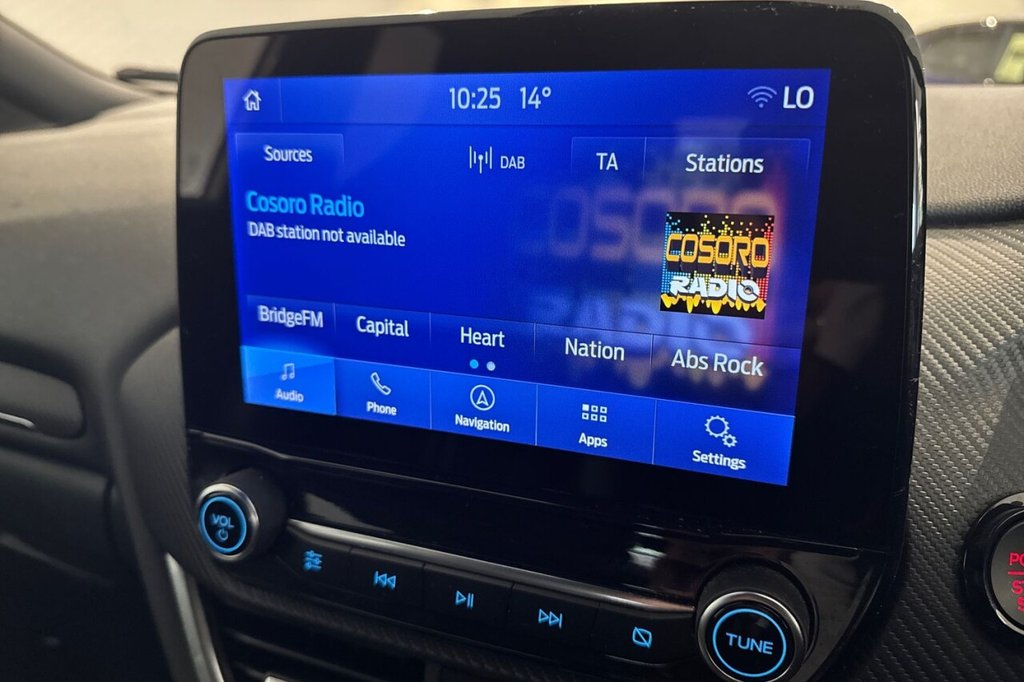 10:25 14° LO
Sources DAB TA Stations
Cosoro Radio
DAB station not available
COSORO
RADIO
BridgeFM Capital Heart Nation Abs Rock
Audio Phone Navigation Apps Settings
VOL
TUNE